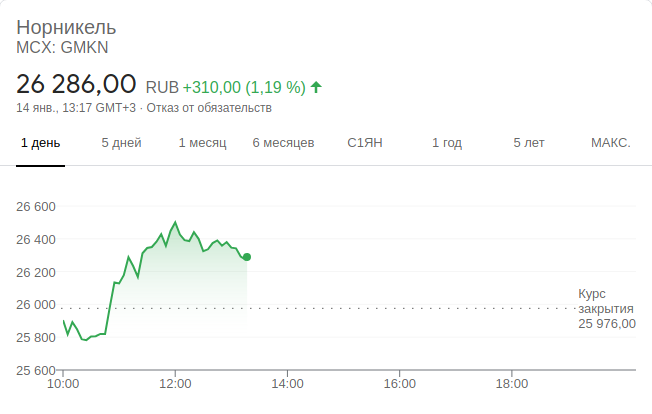 Норникель
MCX: GMKN
26 286,00 RUB +310,00 (1,19 %)
14 янв., 13:17 GMT+3 · Отказ от обязательств
1 день 5 дней 1 месяц 6 месяцев С1ЯН 1 год 5 лет МАКС.
26 600
26 400
26 200
26 000
25 800
25 600
Курс
закрытия
25 976,00
10:00 12:00 14:00 16:00 18:00